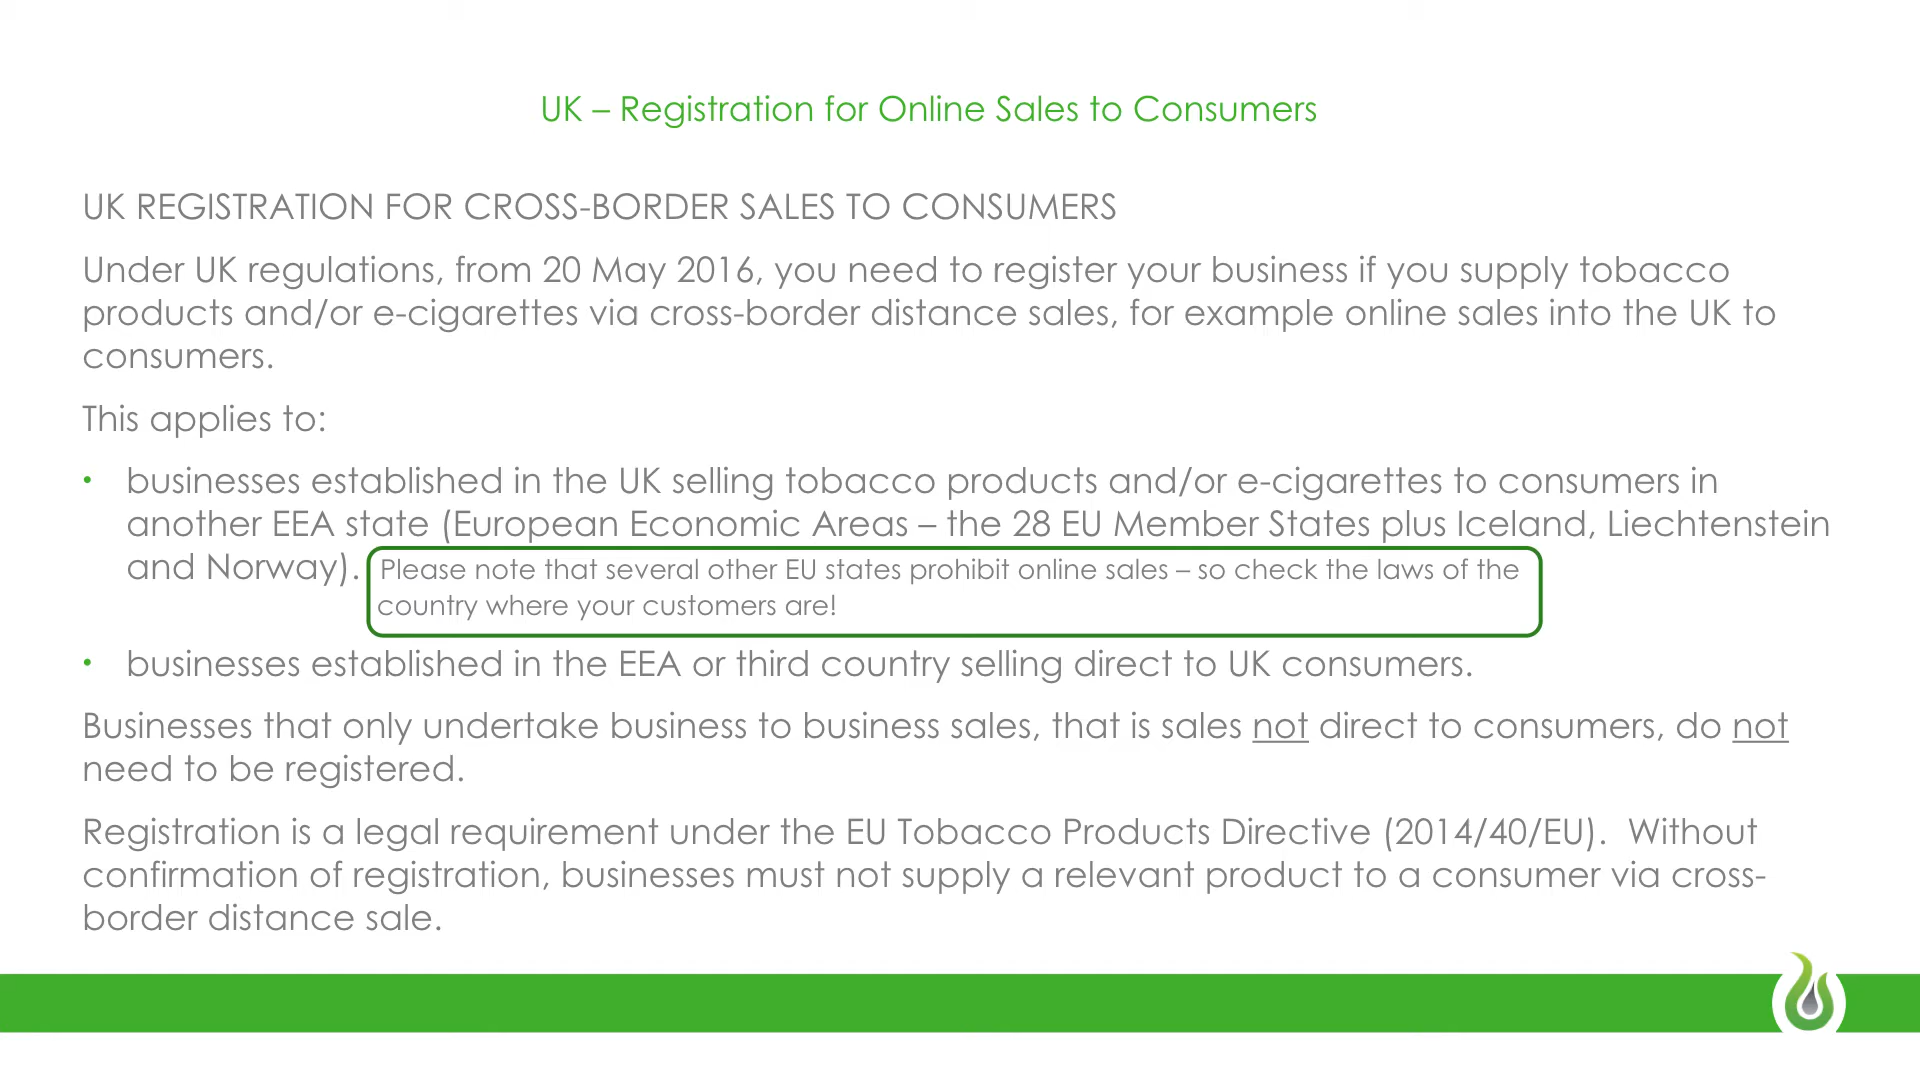 UK – Registration for Online Sales to Consumers
UK REGISTRATION FOR CROSS-BORDER SALES TO CONSUMERS
Under UK regulations, from 20 May 2016, you need to register your business if you supply tobacco
products and/or e-cigarettes via cross-border distance sales, for example online sales into the UK to
consumers.
This applies to:
• businesses established in the UK selling tobacco products and/or e-cigarettes to consumers in
another EEA state (European Economic Areas – the 28 EU Member States plus Iceland, Liechtenstein
and Norway).
Please note that several other EU states prohibit online sales – so check the laws of the
country where your customers are!
• businesses established in the EEA or third country selling direct to UK consumers.
Businesses that only undertake business to business sales, that is sales not direct to consumers, do not
need to be registered.
Registration is a legal requirement under the EU Tobacco Products Directive (2014/40/EU).  Without
confirmation of registration, businesses must not supply a relevant product to a consumer via cross-
border distance sale.